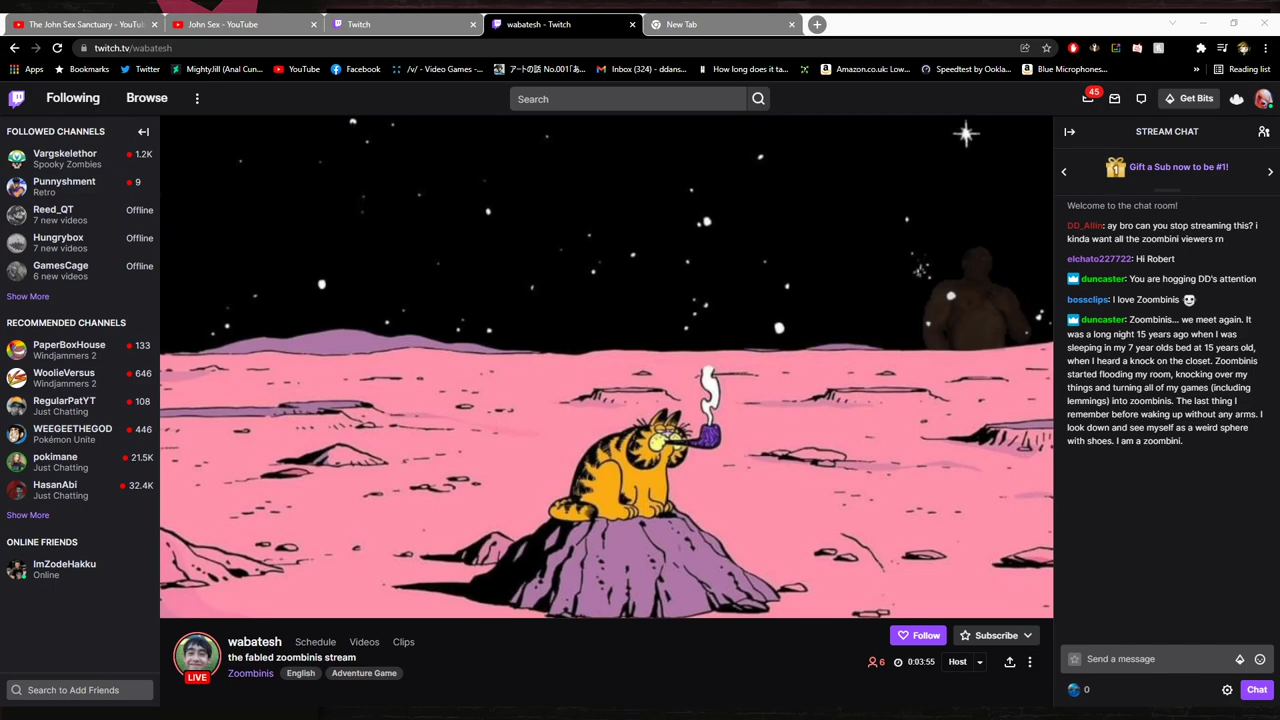 The John Sex Sanctuary - YouTu
John Sex - YouTube
Twitch
wabatesh - Twitch
New Tab
twitch.tv/wabatesh
Apps
Bookmarks
Twitter
MightyJill (Anal Cun...
YouTube
Facebook
/v/ - Video Games -...
アートの話 No.001「あ...
Inbox (324) - ddans...
How long does it ta...
Amazon.co.uk: Low...
Speedtest by Ookla...
Blue Microphones...
»
Reading list
Following
Browse
Search
45
Get Bits
FOLLOWED CHANNELS
Vargskelethor
1.2K
Spooky Zombies
Punnyshment
9
Retro
Reed_QT
Offline
7 new videos
Hungrybox
Offline
7 new videos
GamesCage
Offline
6 new videos
Show More
RECOMMENDED CHANNELS
PaperBoxHouse
133
Windjammers 2
WoolieVersus
646
Windjammers 2
RegularPatYT
108
Just Chatting
WEEGEETHEGOD
446
Pokémon Unite
pokimane
21.5K
Just Chatting
HasanAbi
32.4K
Just Chatting
Show More
ONLINE FRIENDS
ImZodeHakku
Online
Search to Add Friends
wabatesh
Schedule
Videos
Clips
the fabled zoombinis stream
Zoombinis
English
Adventure Game
LIVE
Follow
Subscribe
6
0:03:55
Host
STREAM CHAT
1
Gift a Sub now to be #1!
Welcome to the chat room!
DD_Allin: ay bro can you stop streaming this? i
kinda want all the zoombini viewers rn
elchato227722: Hi Robert
duncaster: You are hogging DD's attention
bossclips: I love Zoombinis
duncaster: Zoombinis... we meet again. It
was a long night 15 years ago when I was
sleeping in my 7 year olds bed at 15 years old,
when I heard a knock on the closet. Zoombinis
started flooding my room, knocking over my
things and turning all of my games (including
lemmings) into zoombinis. The last thing I
remember before waking up without any arms. I
look down and see myself as a weird sphere
with shoes. I am a zoombini.
Send a message
0
Chat